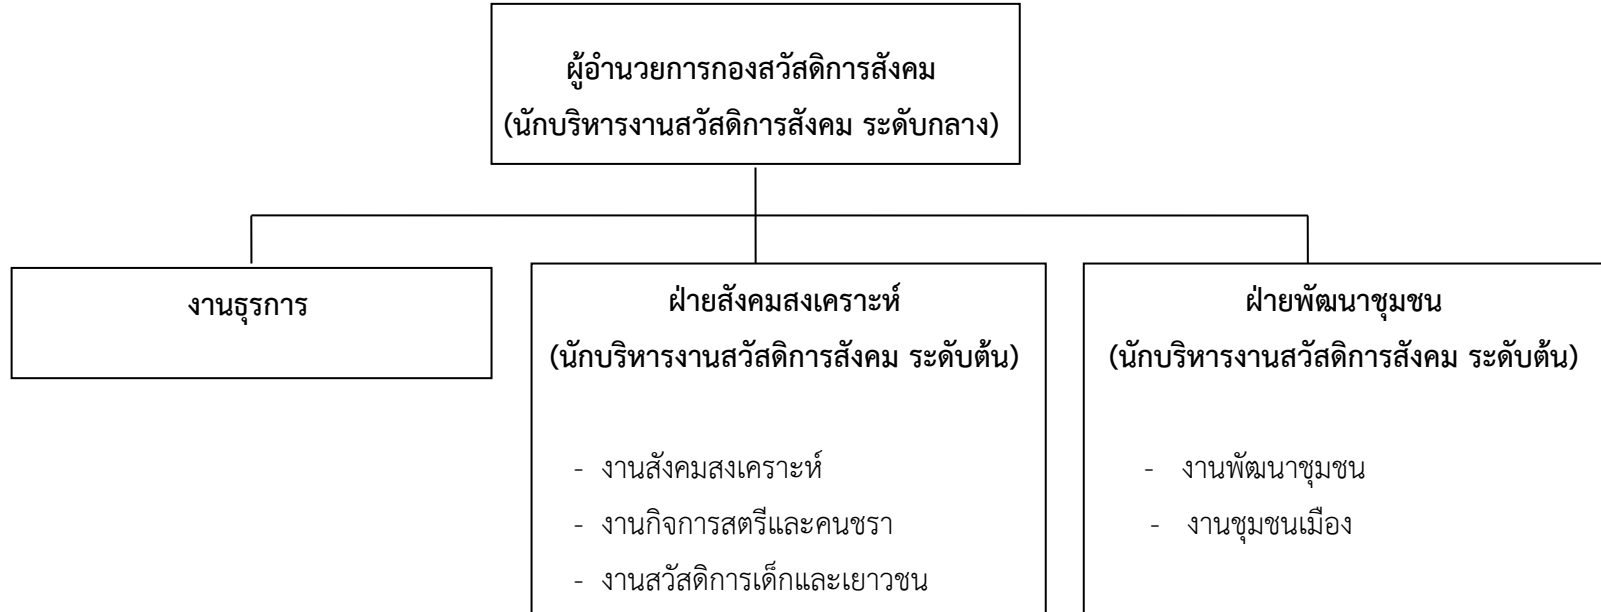 ผู้อำนวยการกองสวัสดิการสังคม
(นักบริหารงานสวัสดิการสังคม ระดับกลาง)
งานธุรการ
ฝ่ายสังคมสงเคราะห์
(นักบริหารงานสวัสดิการสังคม ระดับต้น)
- งานสังคมสงเคราะห์
- งานกิจการสตรีและคนชรา
- งานสวัสดิการเด็กและเยาวชน
ฝ่ายพัฒนาชุมชน
(นักบริหารงานสวัสดิการสังคม ระดับต้น)
- งานพัฒนาชุมชน
- งานชุมชนเมือง